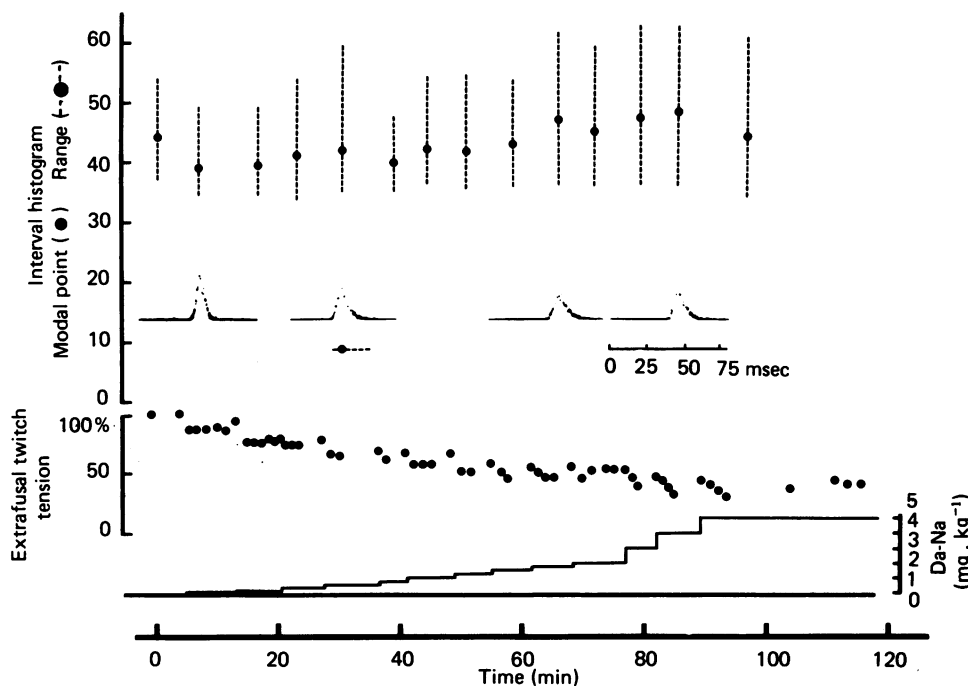 Interval histogram
Modal point ( ● ) Range (--●--)
60
50
40
30
20
10
0
0 25 50 75 msec
Extrafusal twitch
tension
100%
50
0
5
4
3
2
1
0
Da-Na
(mg . kg⁻¹)
0 20 40 60 80 100 120
Time (min)